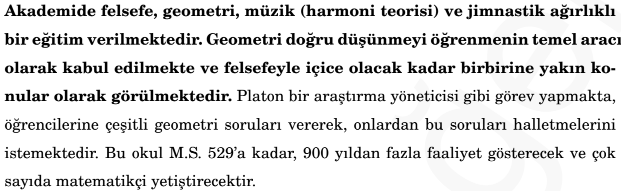 Akademide felsefe, geometri, müzik (harmoni teorisi) ve jimnastik ağırlıklı
bir eğitim verilmektedir. Geometri doğru düşünmeyi öğrenmenin temel aracı
olarak kabul edilmekte ve felsefeyle içice olacak kadar birbirine yakın ko-
nular olarak görülmektedir. Platon bir araştırma yöneticisi gibi görev yapmakta,
öğrencilerine çeşitli geometri soruları vererek, onlardan bu soruları halletmelerini
istemektedir. Bu okul M.S. 529’a kadar, 900 yıldan fazla faaliyet gösterecek ve çok
sayıda matematikçi yetiştirecektir.